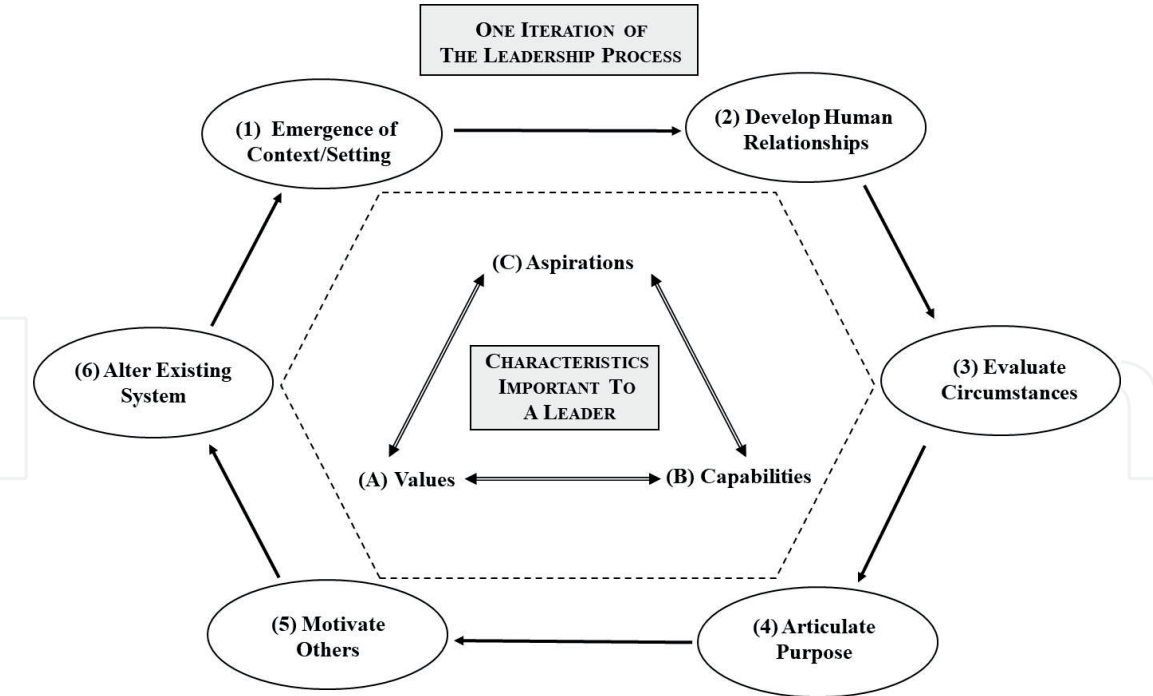 ONE ITERATION OF
THE LEADERSHIP PROCESS
(1) Emergence of
Context/Setting
(2) Develop Human
Relationships
(C) Aspirations
(6) Alter Existing
System
CHARACTERISTICS
IMPORTANT TO
A LEADER
(3) Evaluate
Circumstances
(A) Values
(B) Capabilities
(5) Motivate
Others
(4) Articulate
Purpose